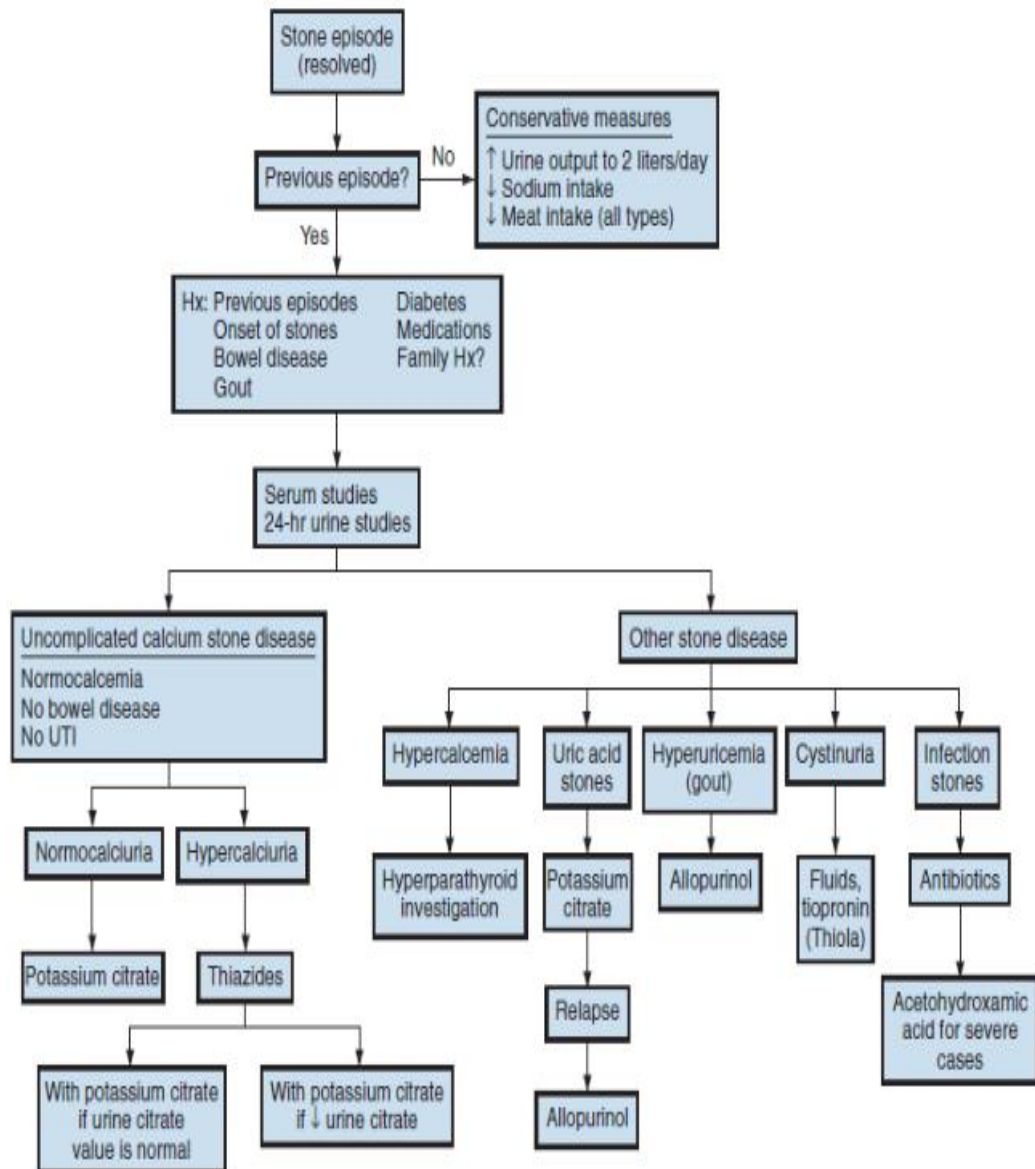 Stone episode
(resolved)
Previous episode?
No
Conservative measures
↑ Urine output to 2 liters/day
↓ Sodium intake
↓ Meat intake (all types)
Yes
Hx: Previous episodes Diabetes
Onset of stones Medications
Bowel disease Family Hx?
Gout
Serum studies
24-hr urine studies
Uncomplicated calcium stone disease
Normocalcemia
No bowel disease
No UTI
Normocalciuria
Hypercalciuria
Potassium citrate
Thiazides
With potassium citrate
if urine citrate
value is normal
With potassium citrate
if ↓ urine citrate
Other stone disease
Hypercalcemia
Hyperparathyroid
investigation
Uric acid
stones
Potassium
citrate
Relapse
Allopurinol
Hyperuricemia
(gout)
Allopurinol
Cystinuria
Fluids,
tiopronin
(Thiola)
Infection
stones
Antibiotics
Acetohydroxamic
acid for severe
cases